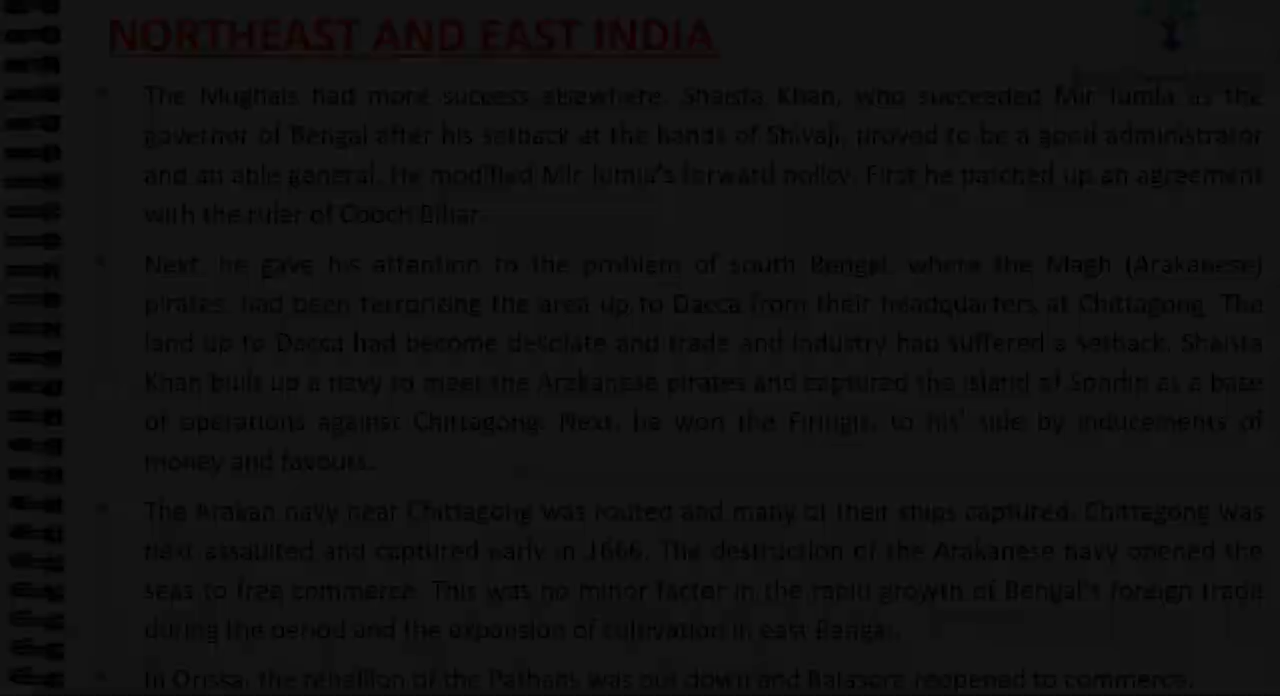 NORTHEAST AND EAST INDIA
The Mughals had more success elsewhere. Shaista Khan, who succeeded Mir Jumla as the
governor of Bengal after his setback at the hands of Shivaji, proved to be a good administrator
and an able general. He modified Mir Jumla's forward policy. First he patched up an agreement
with the ruler of Cooch Bihar.
Next, he gave his attention to the problem of south Bengal, where the Magh (Arakanese)
pirates, had been terrorizing the area up to Dacca from their headquarters at Chittagong. The
land up to Dacca had become desolate and trade and industry had suffered a setback. Shaista
Khan built up a navy to meet the Arakanese pirates and captured the island of Sondip as a base
of operations against Chittagong. Next, he won the Firingis, to his' side by inducements of
money and favours.
The Arakan navy near Chittagong was routed and many of their ships captured. Chittagong was
next assaulted and captured early in 1666. The destruction of the Arakanese navy opened the
seas to free commerce. This was no minor factor in the rapid growth of Bengal's foreign trade
during the period and the expansion of cultivation in east Bengal.
In Orissa, the rebellion of the Pathans was put down and Balasore reopened to commerce.